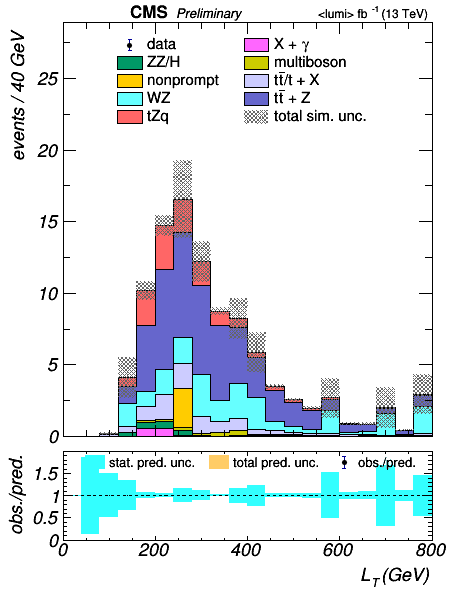 CMS Preliminary <lumi> fb ⁻¹ (13 TeV)
events / 40 GeV
data
X + γ
ZZ/H
multiboson
nonprompt
tt̄/t + X
WZ
tt̄ + Z
tZq
total sim. unc.
25
20
15
10
5
0
obs./pred.
stat. pred. unc. total pred. unc. obs./pred.
1.5
1
0.5
0
0 200 400 600 800
L_T (GeV)